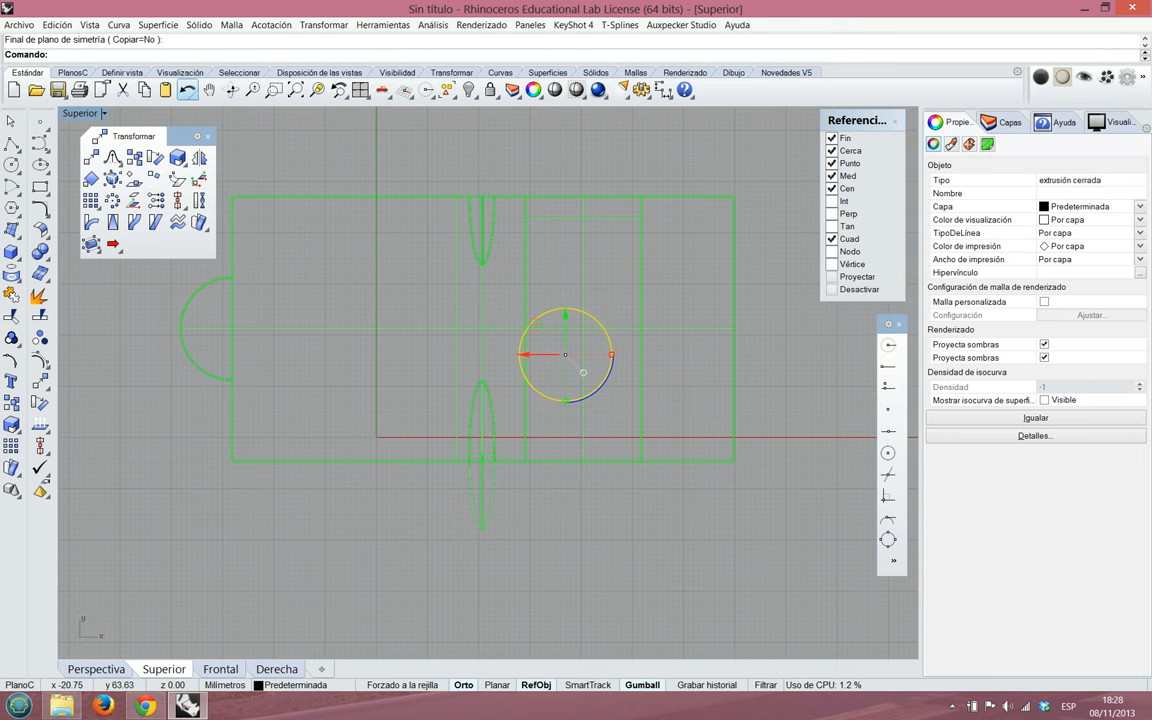 Sin título - Rhinoceros Educational Lab License (64 bits) - [Superior]
Archivo Edición Vista Curva Superficie Sólido Malla Acotación Transformar Herramientas Análisis Renderizado Paneles KeyShot 4 T-Splines Auxpecker Studio Ayuda
Final de plano de simetría ( Copiar=No ):
Comando:
Estándar PlanosC Definir vista Visualización Seleccionar Disposición de las vistas Visibilidad Transformar Curvas Superficies Sólidos Mallas Renderizado Dibujo Novedades V5
Superior
Transformar
Referenci...
Fin
Cerca
Punto
Med
Cen
Int
Perp
Tan
Cuad
Nodo
Vértice
Proyectar
Desactivar
Propie... Capas Ayuda Visuali...
Objeto
Tipo extrusión cerrada
Nombre
Capa Predeterminada
Color de visualización Por capa
TipoDeLínea Por capa
Color de impresión Por capa
Ancho de impresión Por capa
Hipervínculo ...
Configuración de malla de renderizado
Malla personalizada
Configuración Ajustar...
Renderizado
Proyecta sombras
Proyecta sombras
Densidad de isocurva
Densidad -1
Mostrar isocurva de superfi... Visible
Igualar
Detalles...
y
x
Perspectiva Superior Frontal Derecha
PlanoC x -20.75 y 63.63 z 0.00 Milímetros Predeterminada Forzado a la rejilla Orto Planar RefObj SmartTrack Gumball Grabar historial Filtrar Uso de CPU: 1.2 %
ESP
18:28
08/11/2013